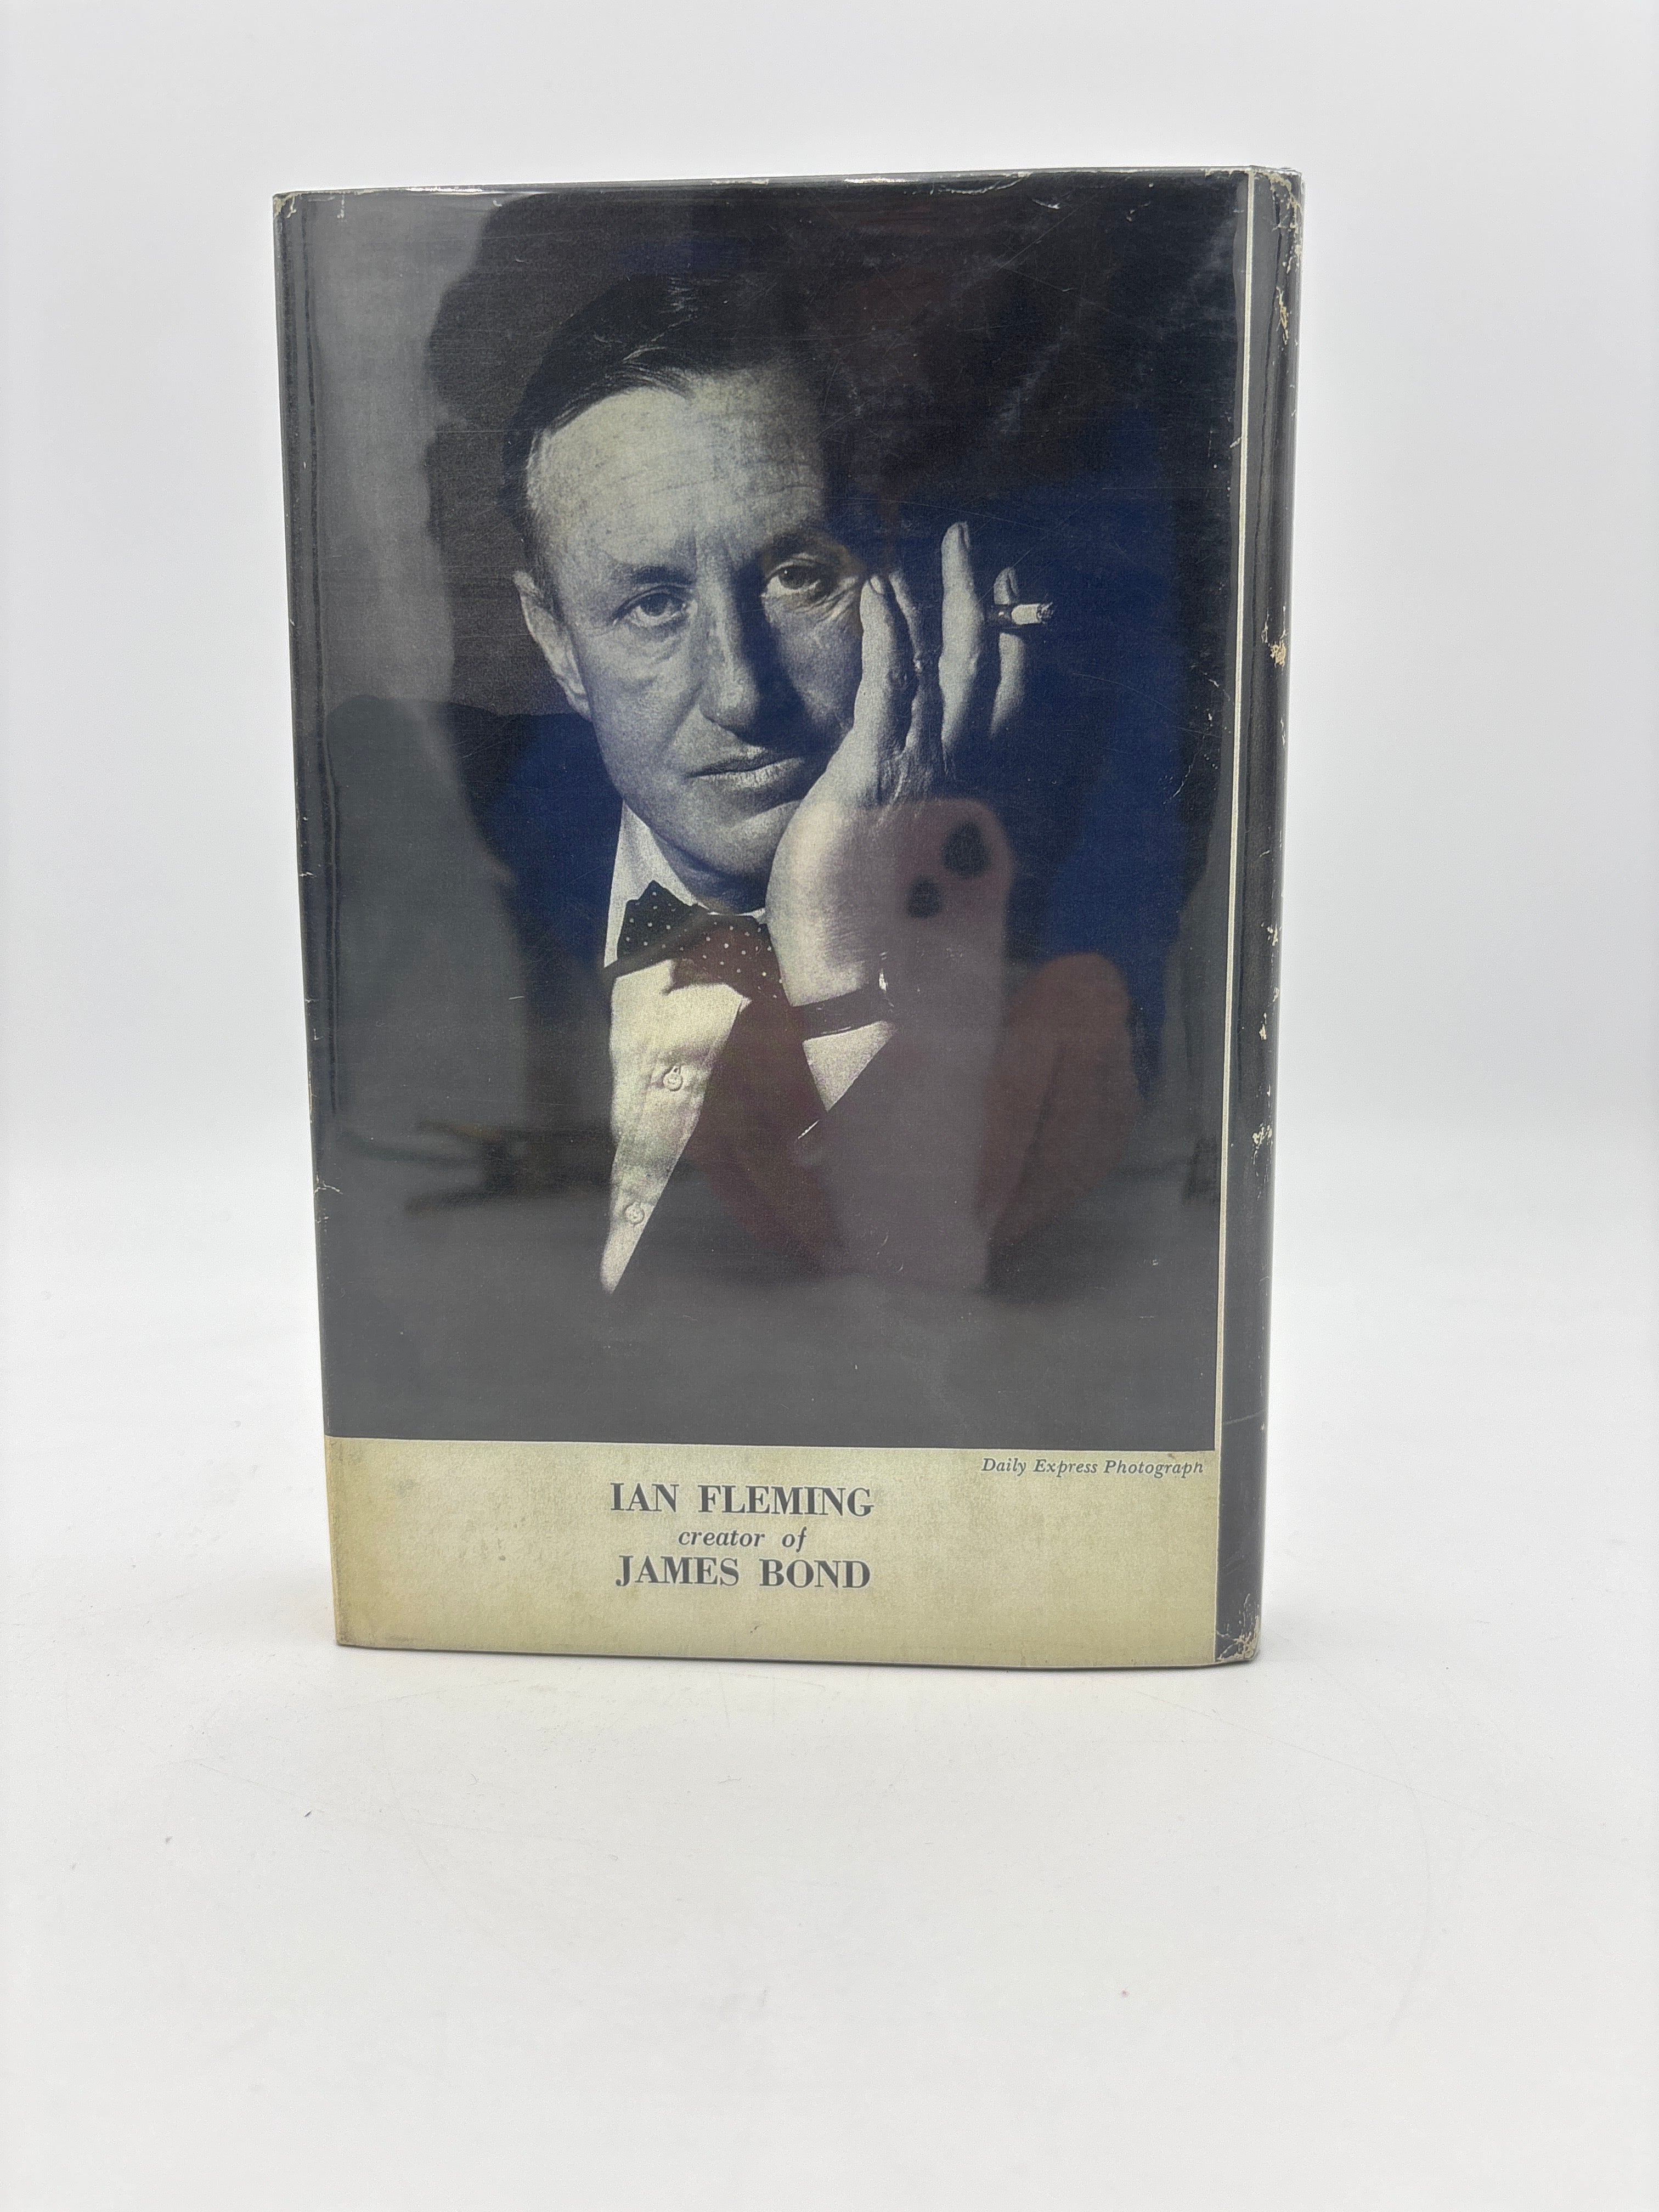 Daily Express Photograph
IAN FLEMING
creator of
JAMES BOND